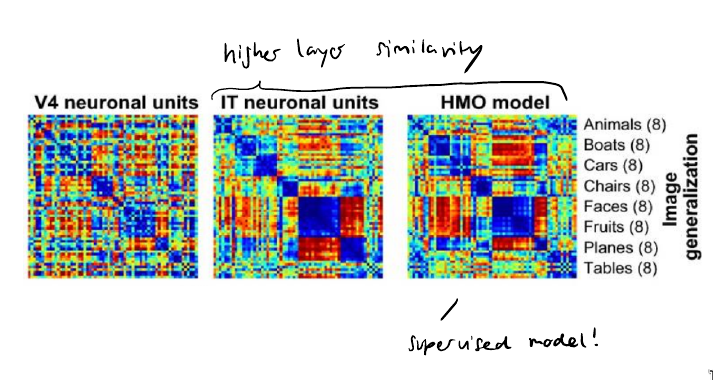 higher layer similarity
V4 neuronal units IT neuronal units HMO model
Animals (8)
Boats (8)
Cars (8)
Chairs (8)
Faces (8)
Fruits (8)
Planes (8)
Tables (8)
Image
generalization
supervised model!